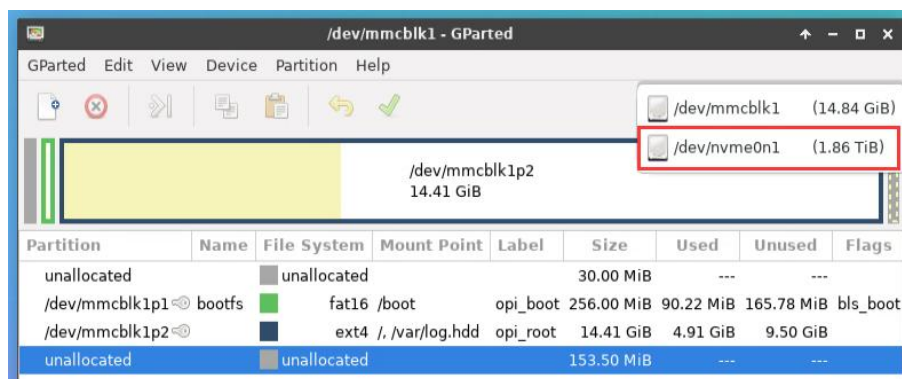 /dev/mmcblk1 - GParted
GParted Edit View Device Partition Help
/dev/mmcblk1 (14.84 GiB)
/dev/nvme0n1 (1.86 TiB)
/dev/mmcblk1p2
14.41 GiB
Partition Name File System Mount Point Label Size Used Unused Flags
unallocated unallocated 30.00 MiB --- ---
/dev/mmcblk1p1 bootfs fat16 /boot opi_boot 256.00 MiB 90.22 MiB 165.78 MiB bls_boot
/dev/mmcblk1p2 ext4 /, /var/log.hdd opi_root 14.41 GiB 4.91 GiB 9.50 GiB
unallocated unallocated 153.50 MiB --- ---